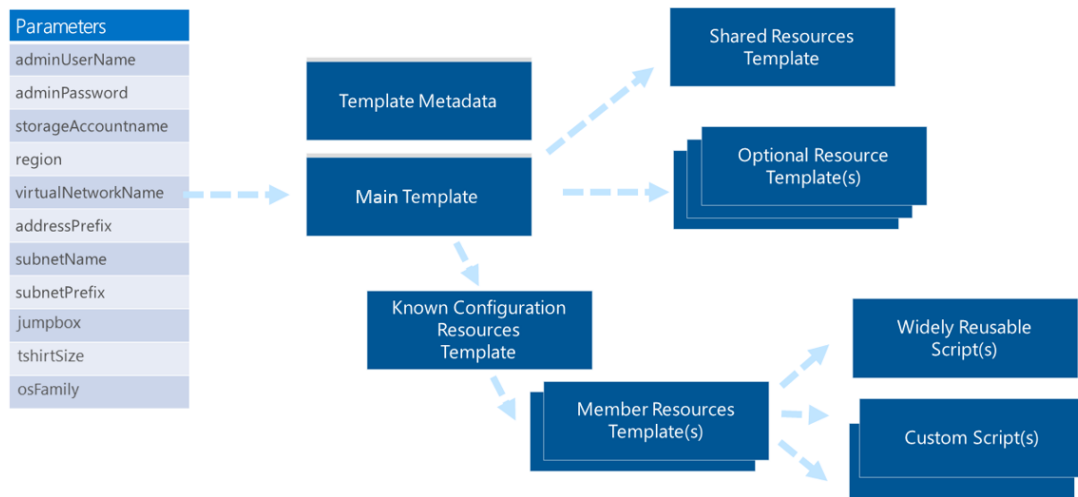 Parameters
adminUserName
adminPassword
storageAccountname
region
virtualNetworkName
addressPrefix
subnetName
subnetPrefix
jumpbox
tshirtSize
osFamily
Template Metadata
Main Template
Shared Resources
Template
Optional Resource
Template(s)
Known Configuration
Resources
Template
Member Resources
Template(s)
Widely Reusable
Script(s)
Custom Script(s)